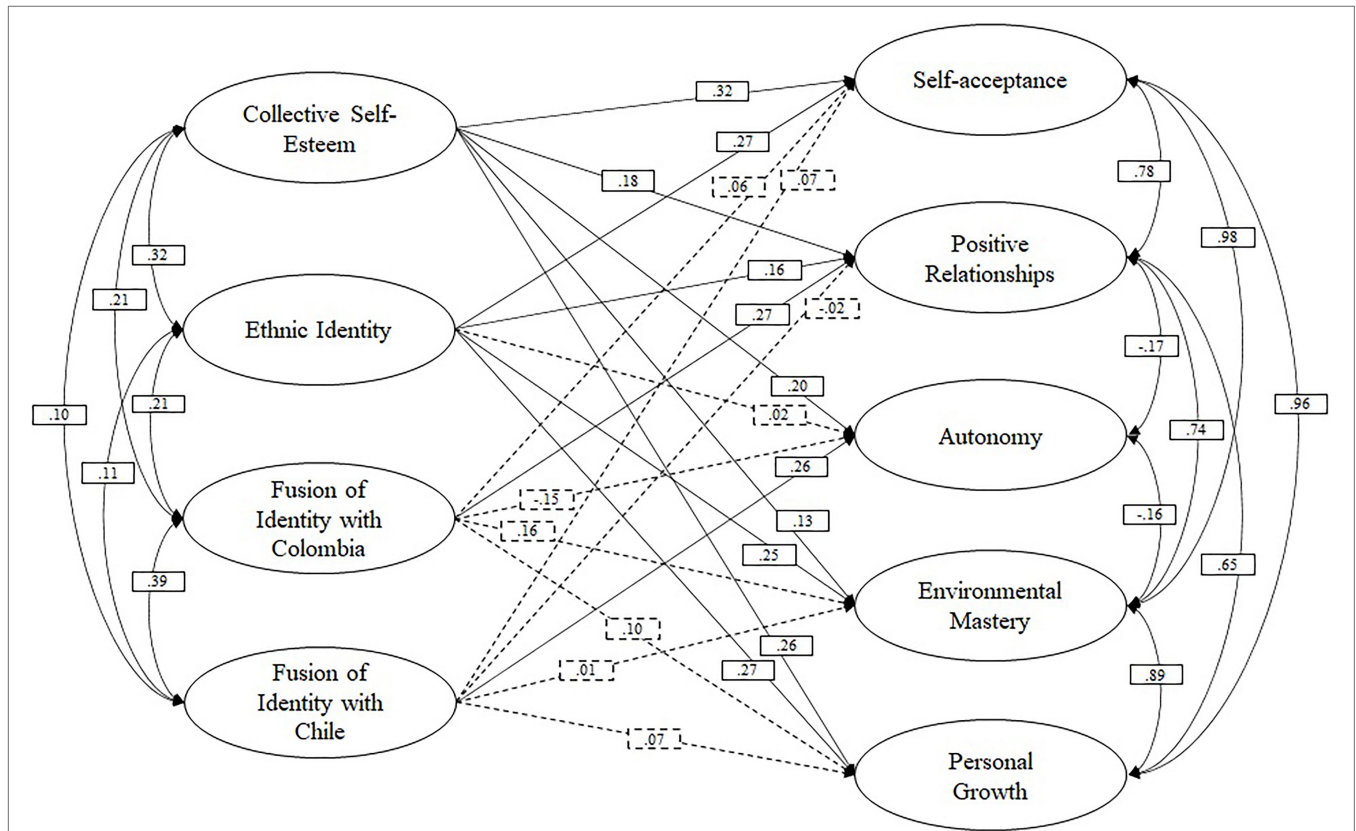 Collective Self-
Esteem
Ethnic Identity
Fusion of
Identity with
Colombia
Fusion of
Identity with
Chile
Self-acceptance
Positive
Relationships
Autonomy
Environmental
Mastery
Personal
Growth
.32
.21
.10
.21
.11
.39
.32
.27
.06
.07
.18
.16
.27
-.02
.20
.02
.26
-.15
.16
.13
.25
.10
.01
.26
.27
.07
.78
.98
-.17
.74
.96
-.16
.65
.89